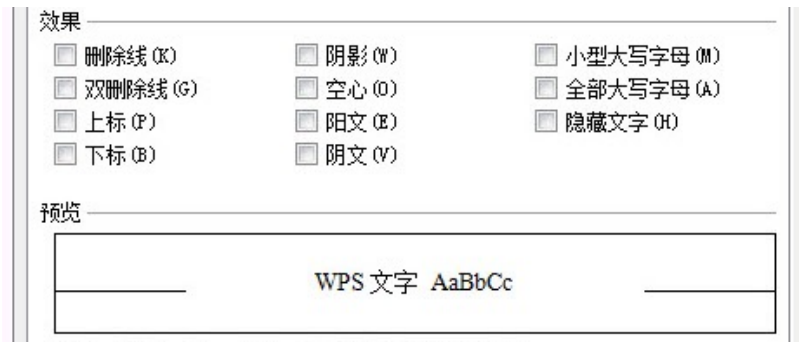 效果
删除线(K) 阴影(W) 小型大写字母(M)
双删除线(G) 空心(O) 全部大写字母(A)
上标(P) 阳文(E) 隐藏文字(H)
下标(B) 阴文(V)
预览
WPS 文字 AaBbCc